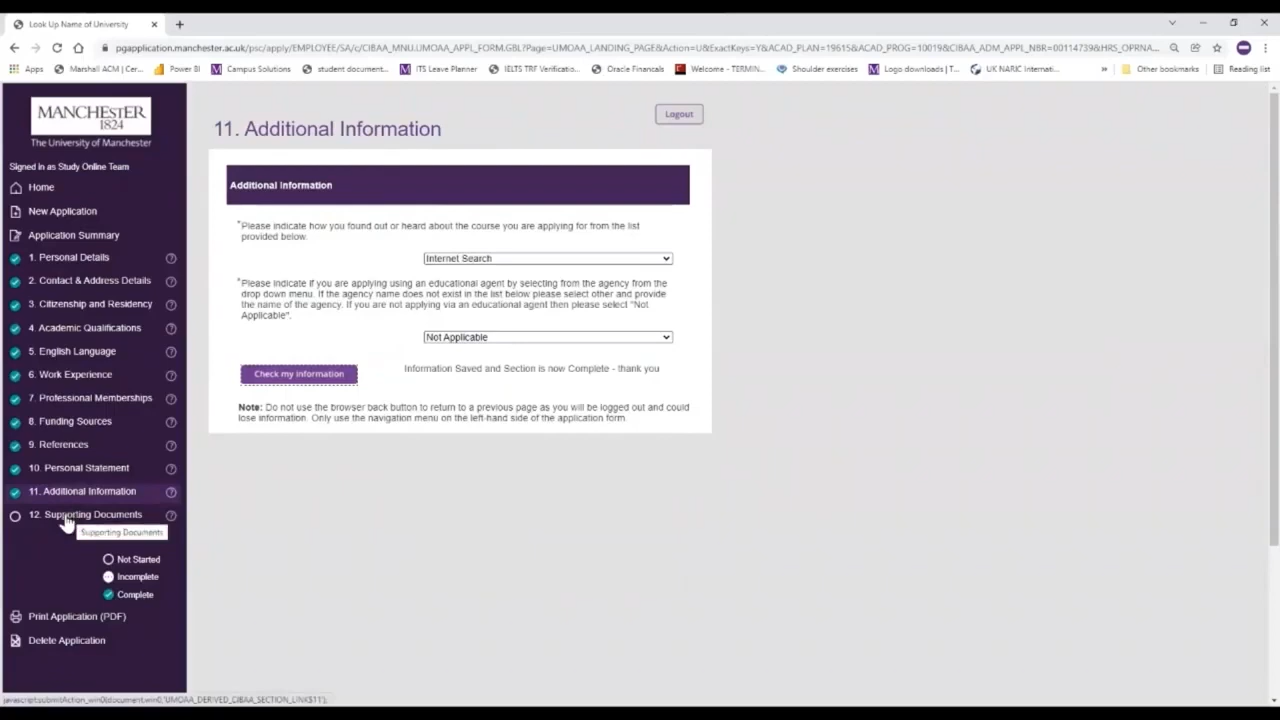 Look Up Name of University
pgapplication.manchester.ac.uk/psc/apply/EMPLOYEE/SA/c/CIBAA_MNU.UMOAA_APPL_FORM.GBL?Page=UMOAA_LANDING_PAGE&Action=U&ExactKeys=Y&ACAD_PLAN=19615&ACAD_PROG=10019&CIBAA_ADM_APPL_NBR=00114739&HRS_OPRNA...
Apps Marshall ACM (Cer... Power BI Campus Solutions student document... ITS Leave Planner IELTS TRF Verificatio... Oracle Financals Welcome - TERMIN... Shoulder exercises Logo downloads | T... UK NARIC Internati... » Other bookmarks Reading list
MANCHESTER
1824
The University of Manchester
Signed in as Study Online Team
Home
New Application
Application Summary
1. Personal Details
2. Contact & Address Details
3. Citizenship and Residency
4. Academic Qualifications
5. English Language
6. Work Experience
7. Professional Memberships
8. Funding Sources
9. References
10. Personal Statement
11. Additional Information
12. Supporting Documents
Supporting Documents
Not Started
Incomplete
Complete
Print Application (PDF)
Delete Application
Logout
11. Additional Information
Additional Information
*Please indicate how you found out or heard about the course you are applying for from the list
provided below.
Internet Search
*Please indicate if you are applying using an educational agent by selecting from the agency from the
drop down menu. If the agency name does not exist in the list below please select other and provide
the name of the agency. If you are not applying via an educational agent then please select "Not
Applicable".
Not Applicable
Check my information
Information Saved and Section is now Complete - thank you
Note: Do not use the browser back button to return to a previous page as you will be logged out and could
lose information. Only use the navigation menu on the left-hand side of the application form.
javascript:submitAction_win0(document.win0,'UMOAA_DERIVED_CIBAA_SECTION_LINK$11');